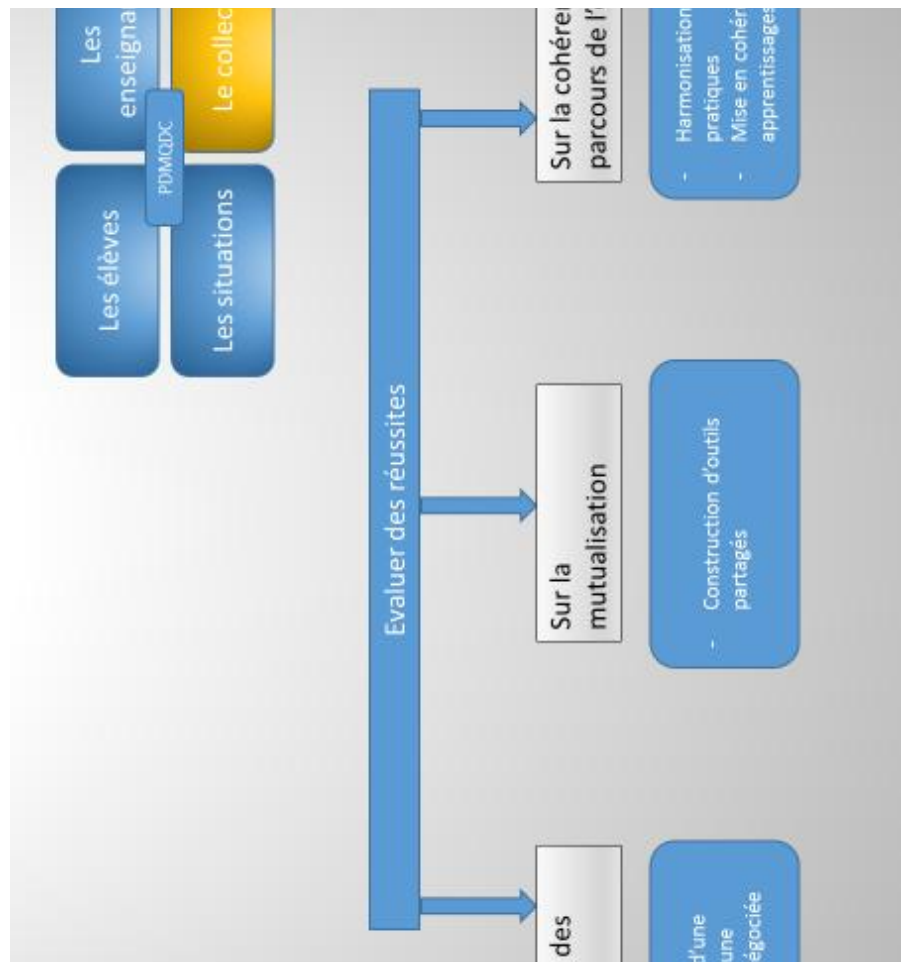 Les élèves
Les
enseigna
PDMQDC
Les situations
Le collec
Evaluer des réussites
des
Sur la
mutualisation
Sur la cohére
parcours de l'
d'une
une
égociée
- Construction d'outils
partagés
- Harmonisation
pratiques
- Mise en cohér
apprentissages